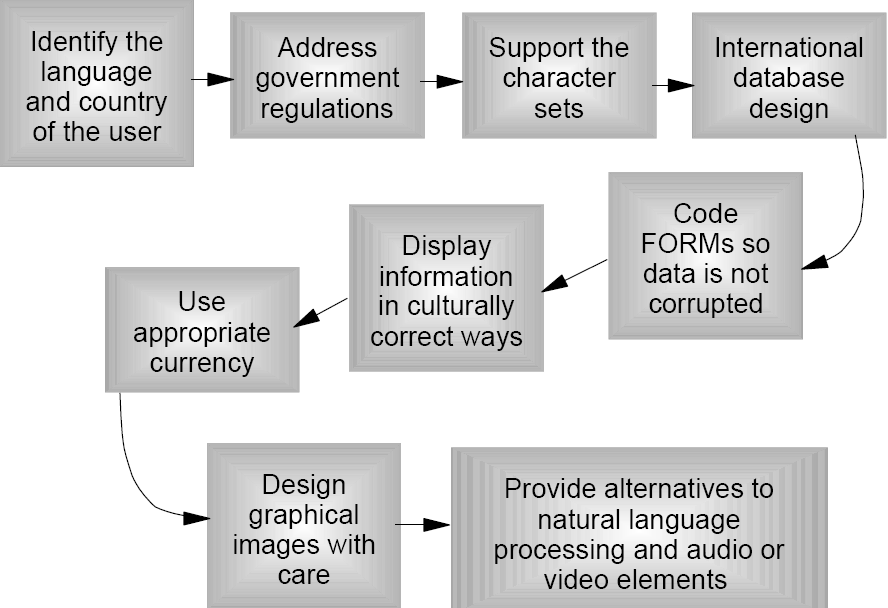 Identify the
language
and country
of the user
Address
government
regulations
Support the
character
sets
International
database
design
Code
FORMs so
data is not
corrupted
Display
information
in culturally
correct ways
Use
appropriate
currency
Design
graphical
images with
care
Provide alternatives to
natural language
processing and audio or
video elements